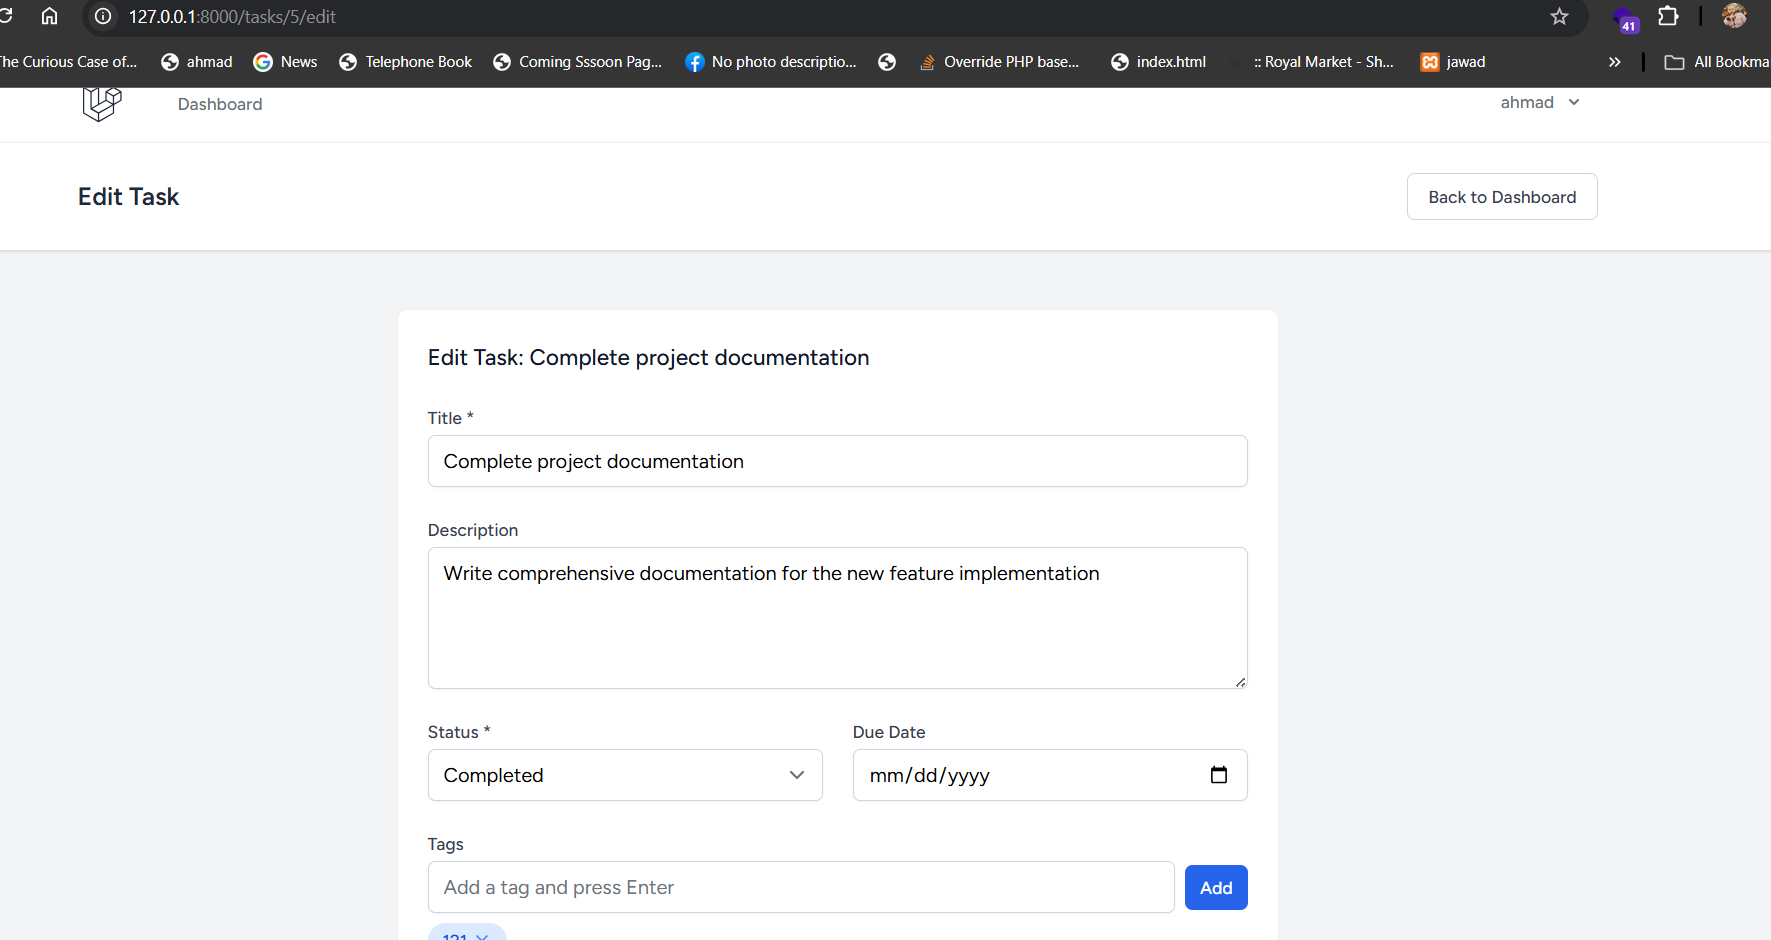 127.0.0.1:8000/tasks/5/edit
41
The Curious Case of...
ahmad
News
Telephone Book
Coming Sssoon Pag...
No photo descriptio...
Override PHP base...
index.html
:: Royal Market - Sh...
jawad
All Bookma
Dashboard
ahmad
Edit Task
Back to Dashboard
Edit Task: Complete project documentation
Title *
Complete project documentation
Description
Write comprehensive documentation for the new feature implementation
Status *
Due Date
Completed
mm/dd/yyyy
Tags
Add a tag and press Enter
Add
121